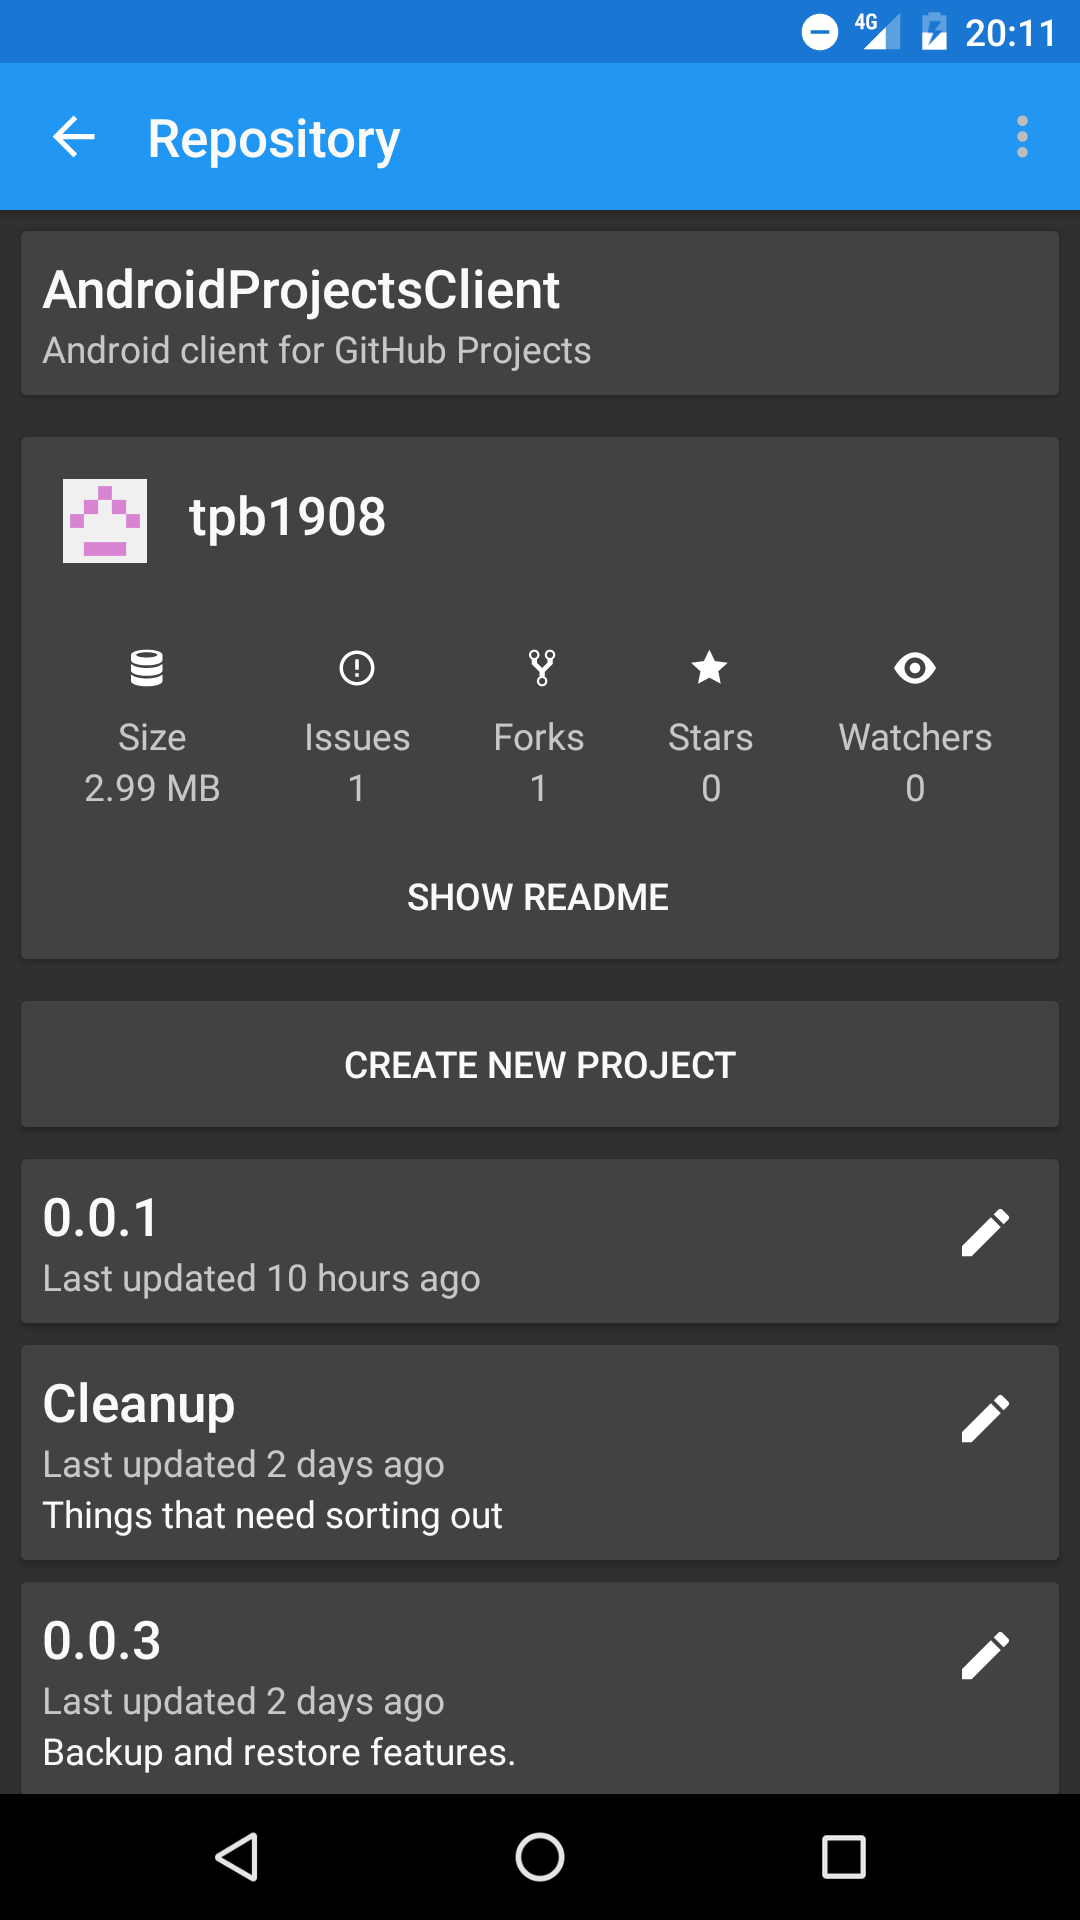 4G 20:11
Repository
AndroidProjectsClient
Android client for GitHub Projects
tpb1908
Size Issues Forks Stars Watchers
2.99 MB 1 1 0 0
SHOW README
CREATE NEW PROJECT
0.0.1
Last updated 10 hours ago
Cleanup
Last updated 2 days ago
Things that need sorting out
0.0.3
Last updated 2 days ago
Backup and restore features.